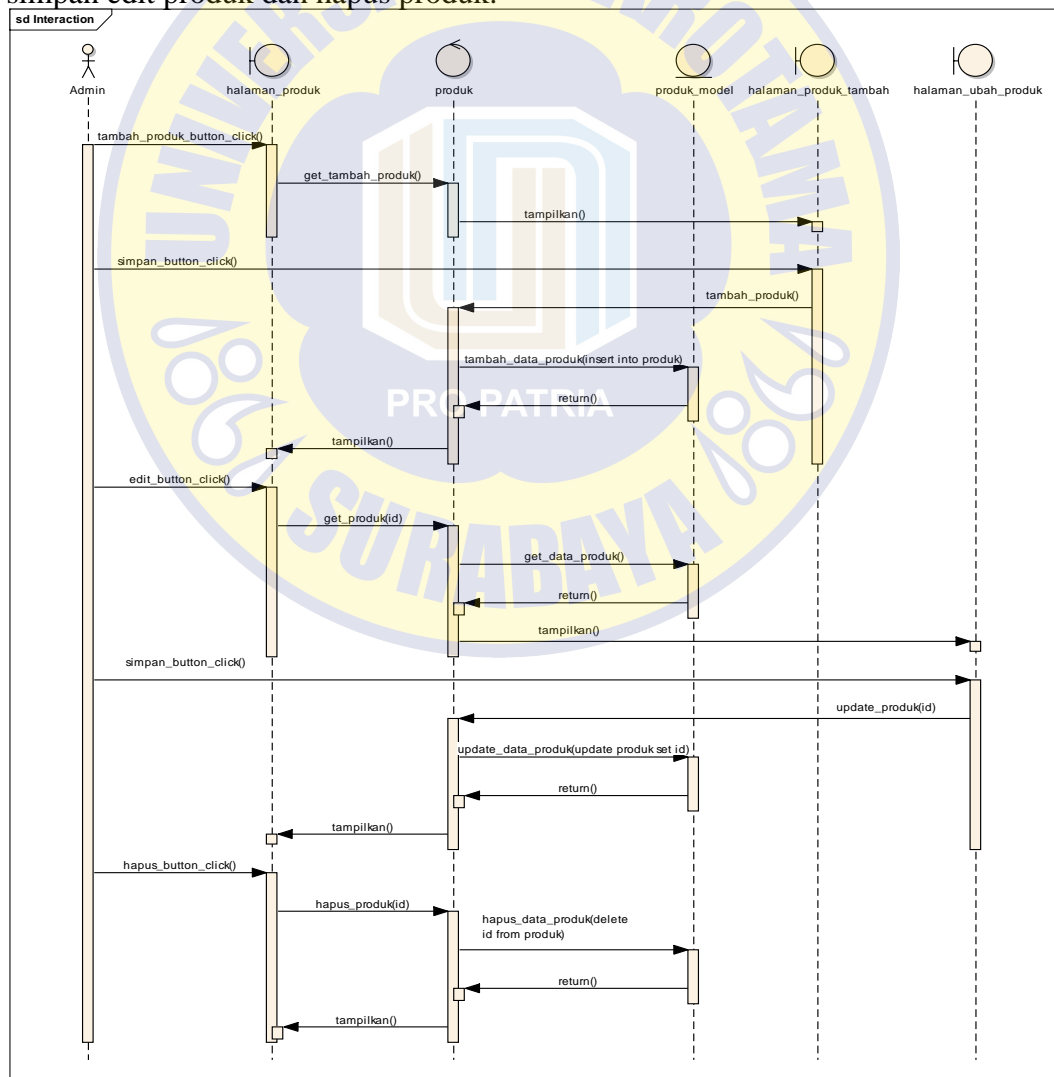 simpan edit produk dan hapus produk.
sd Interaction
Admin
halaman_produk
produk
produk_model
halaman_produk_tambah
halaman_ubah_produk
tambah_produk_button_click()
get_tambah_produk()
tampilkan()
simpan_button_click()
tambah_produk()
tambah_data_produk(insert into produk)
return()
tampilkan()
edit_button_click()
get_produk(id)
get_data_produk()
return()
tampilkan()
simpan_button_click()
update_produk(id)
update_data_produk(update produk set id)
return()
tampilkan()
hapus_button_click()
hapus_produk(id)
hapus_data_produk(delete
id from produk)
return()
tampilkan()
PRO PATRIA
SURABAYA